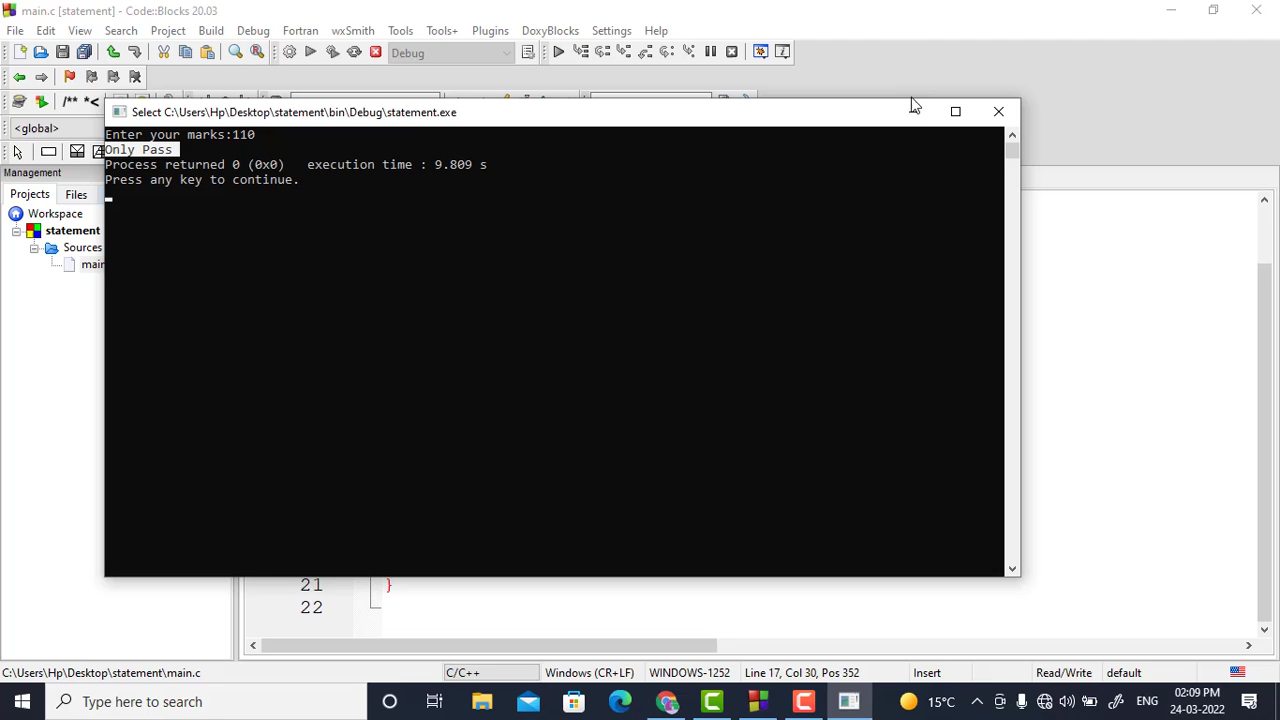 main.c [statement] - Code::Blocks 20.03
File Edit View Search Project Build Debug Fortran wxSmith Tools Tools+ Plugins DoxyBlocks Settings Help
Debug
/** *<
Select C:\Users\Hp\Desktop\statement\bin\Debug\statement.exe
<global>
Enter your marks:110
Only Pass
Process returned 0 (0x0) execution time : 9.809 s
Press any key to continue.
Management
Projects Files
Workspace
statement
Sources
main
21 }
22
C:\Users\Hp\Desktop\statement\main.c C/C++ Windows (CR+LF) WINDOWS-1252 Line 17, Col 30, Pos 352 Insert Read/Write default
Type here to search
15°C ENG 02:09 PM
24-03-2022